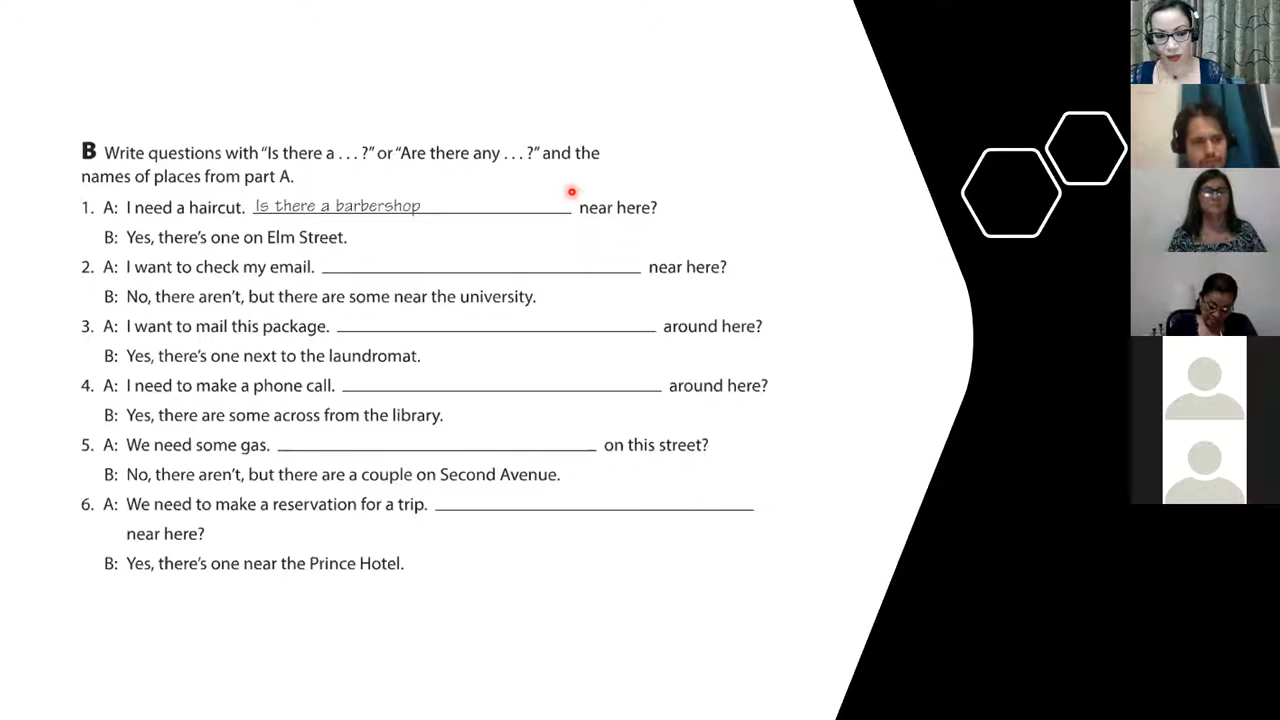 B Write questions with “Is there a . . . ?” or “Are there any . . . ?” and the
names of places from part A.
1. A: I need a haircut. Is there a barbershop near here?
B: Yes, there’s one on Elm Street.
2. A: I want to check my email. ____________ near here?
B: No, there aren’t, but there are some near the university.
3. A: I want to mail this package. ____________ around here?
B: Yes, there’s one next to the laundromat.
4. A: I need to make a phone call. ____________ around here?
B: Yes, there are some across from the library.
5. A: We need some gas. ____________ on this street?
B: No, there aren’t, but there are a couple on Second Avenue.
6. A: We need to make a reservation for a trip. ____________
near here?
B: Yes, there’s one near the Prince Hotel.